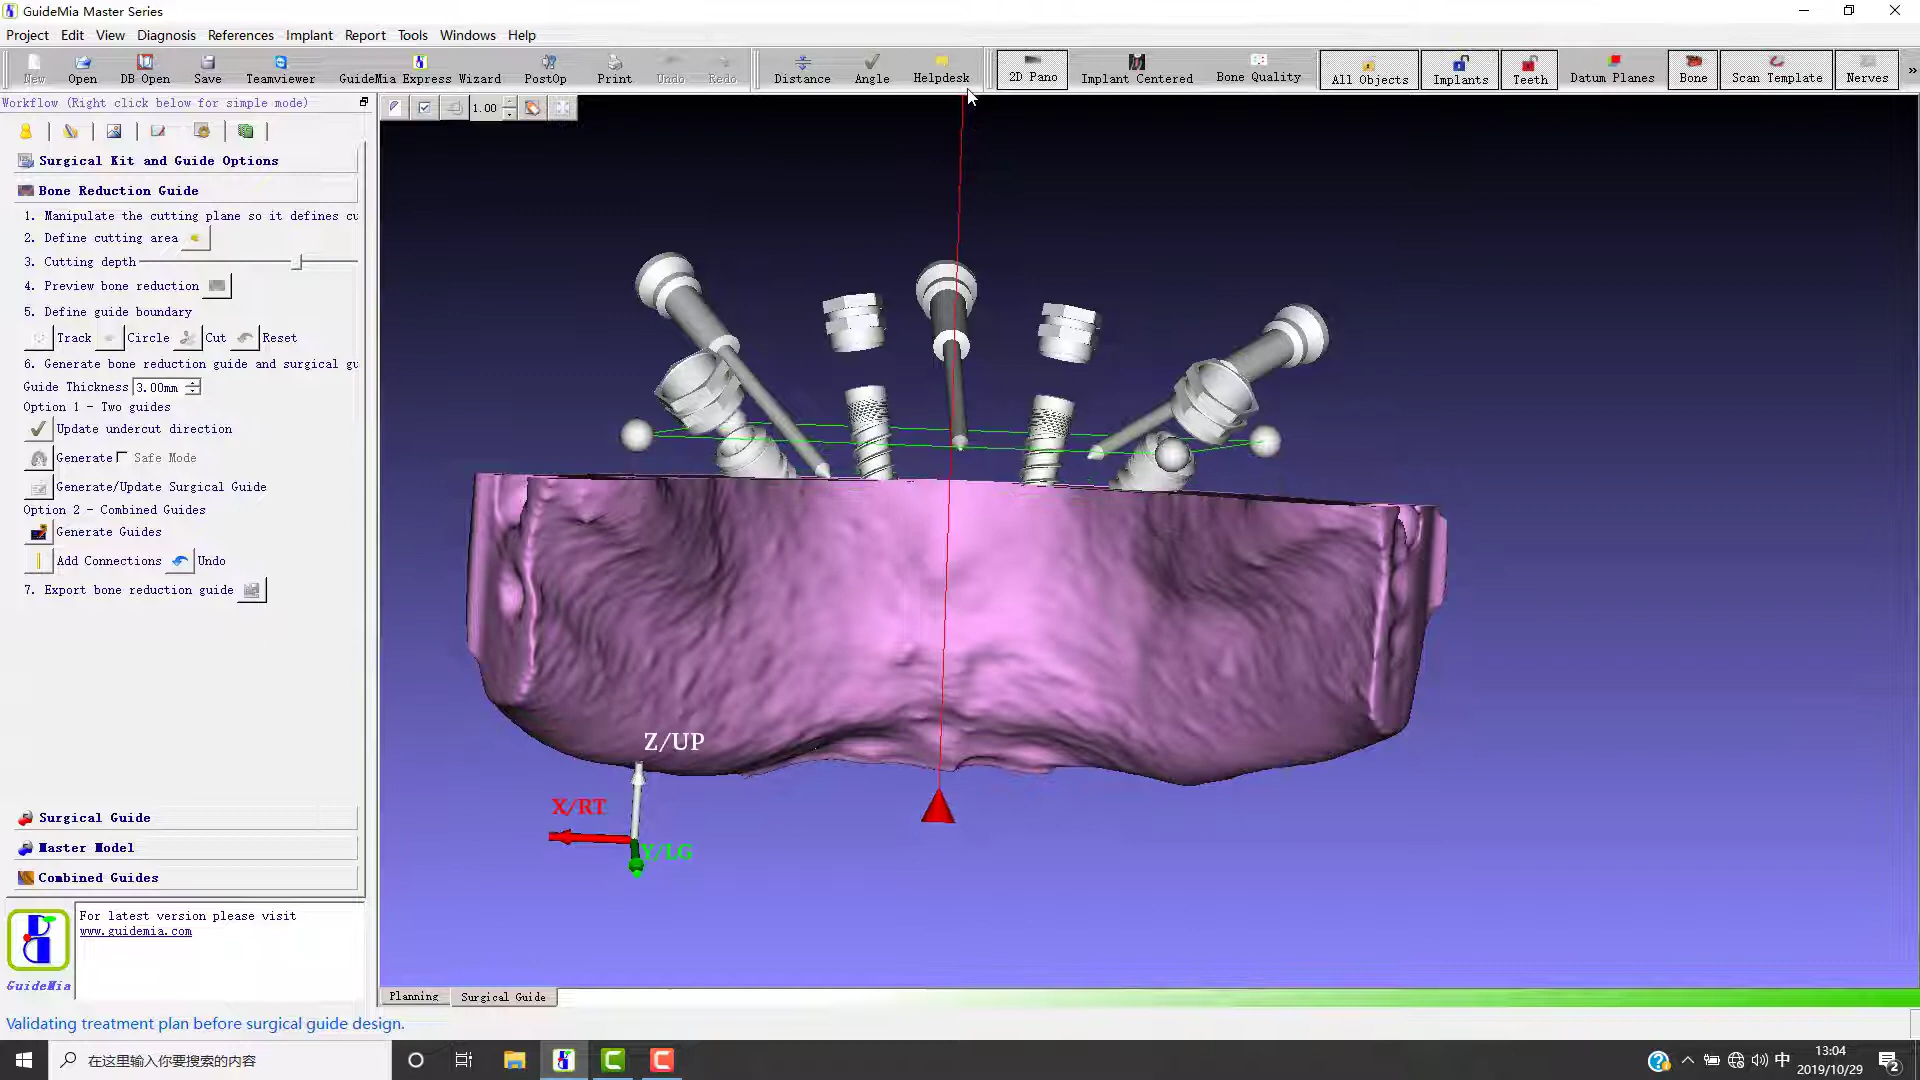 GuideMia Master Series
Project Edit View Diagnosis References Implant Report Tools Windows Help
New Open DB Open Save Teamviewer GuideMia Express Wizard PostOp Print Undo Redo Distance Angle Helpdesk 2D Pano Implant Centered Bone Quality All Objects Implants Teeth Datum Planes Bone Scan Template Nerves »
Workflow (Right click below for simple mode)
1.00
Surgical Kit and Guide Options
Bone Reduction Guide
1. Manipulate the cutting plane so it defines cu
2. Define cutting area
3. Cutting depth
4. Preview bone reduction
5. Define guide boundary
Track Circle Cut Reset
6. Generate bone reduction guide and surgical gu
Guide Thickness 3.00mm
Option 1 - Two guides
Update undercut direction
Generate Safe Mode
Generate/Update Surgical Guide
Option 2 - Combined Guides
Generate Guides
Add Connections Undo
7. Export bone reduction guide
Z/UP
X/RT
Y/LG
Surgical Guide
Master Model
Combined Guides
For latest version please visit
www.guidemia.com
GuideMia
Planning Surgical Guide
Validating treatment plan before surgical guide design.
在这里输入你要搜索的内容
中
13:04
2019/10/29
2